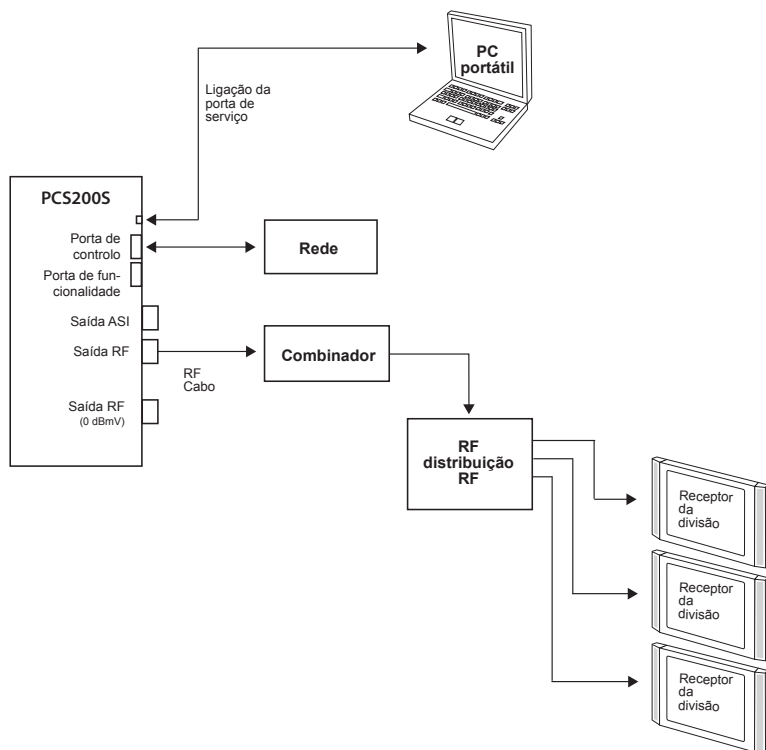 PC
portátil
Ligação da
porta de
serviço
PCS200S
Porta de
controlo
Rede
Porta de fun-
cionalidade
Saída ASI
Saída RF
RF
Cabo
Combinador
Saída RF
(0 dBmV)
RF
distribuição
RF
Receptor
da
divisão
Receptor
da
divisão
Receptor
da
divisão